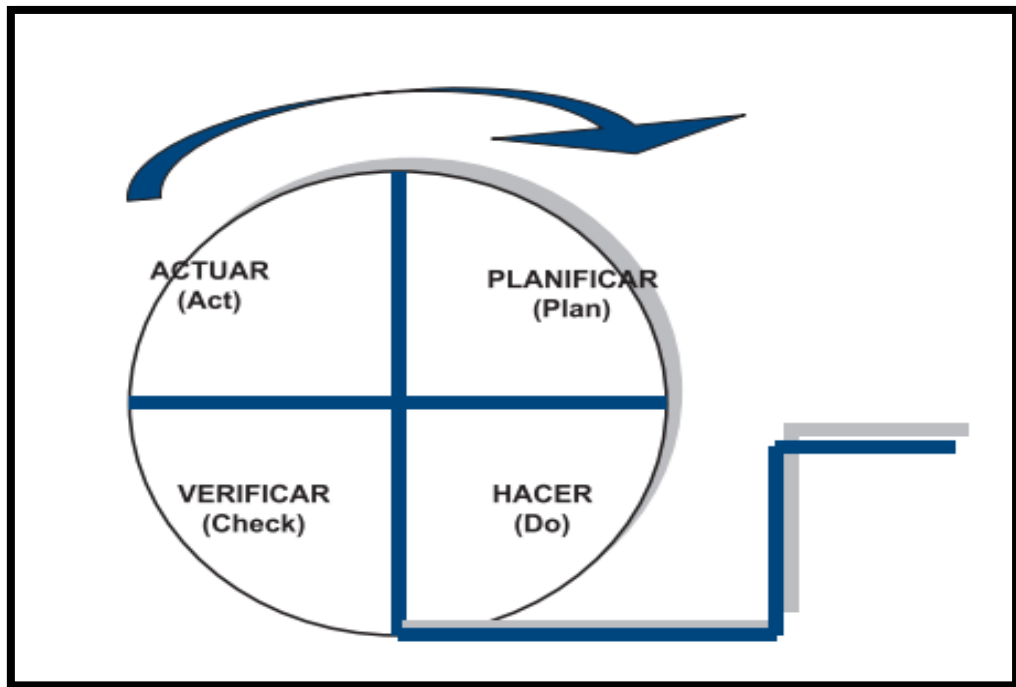 ACTUAR
(Act)
PLANIFICAR
(Plan)
VERIFICAR
(Check)
HACER
(Do)